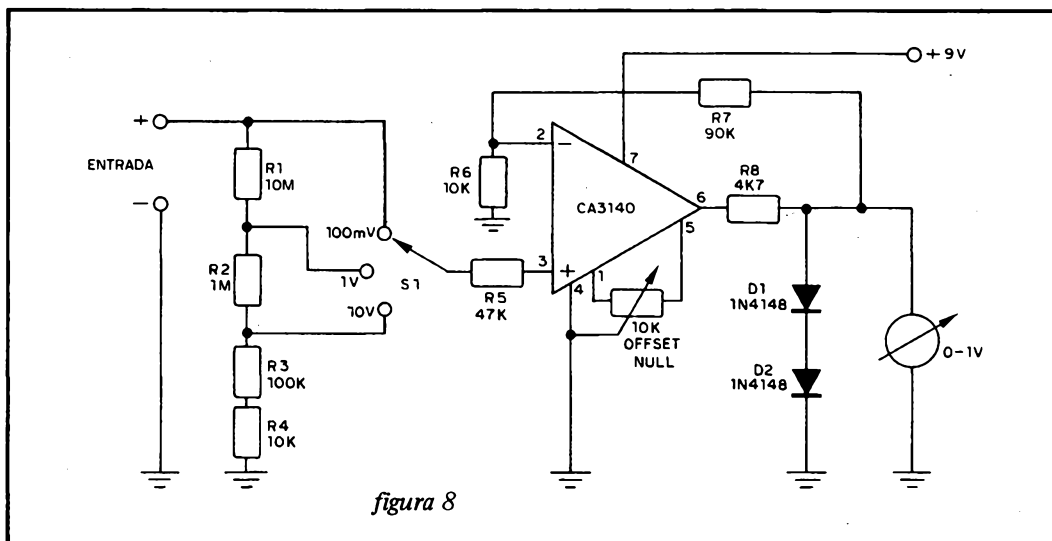 +9V
R7
90K
+
ENTRADA
−
R1
10M
R2
1M
R3
100K
R4
10K
100mV
1V
10V
S1
R5
47K
R6
10K
2
−
3
+
7
CA3140
6
5
1
4
10K
OFFSET
NULL
R8
4K7
D1
1N4148
D2
1N4148
0-1V
figura 8